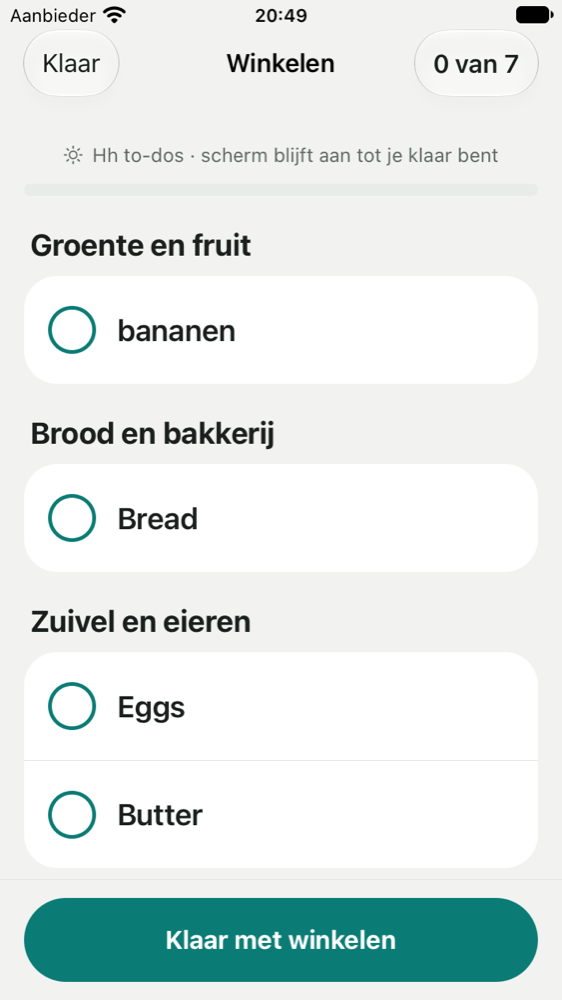 Aanbieder 20:49
Klaar Winkelen 0 van 7
Hh to-dos · scherm blijft aan tot je klaar bent
Groente en fruit
bananen
Brood en bakkerij
Bread
Zuivel en eieren
Eggs
Butter
Klaar met winkelen